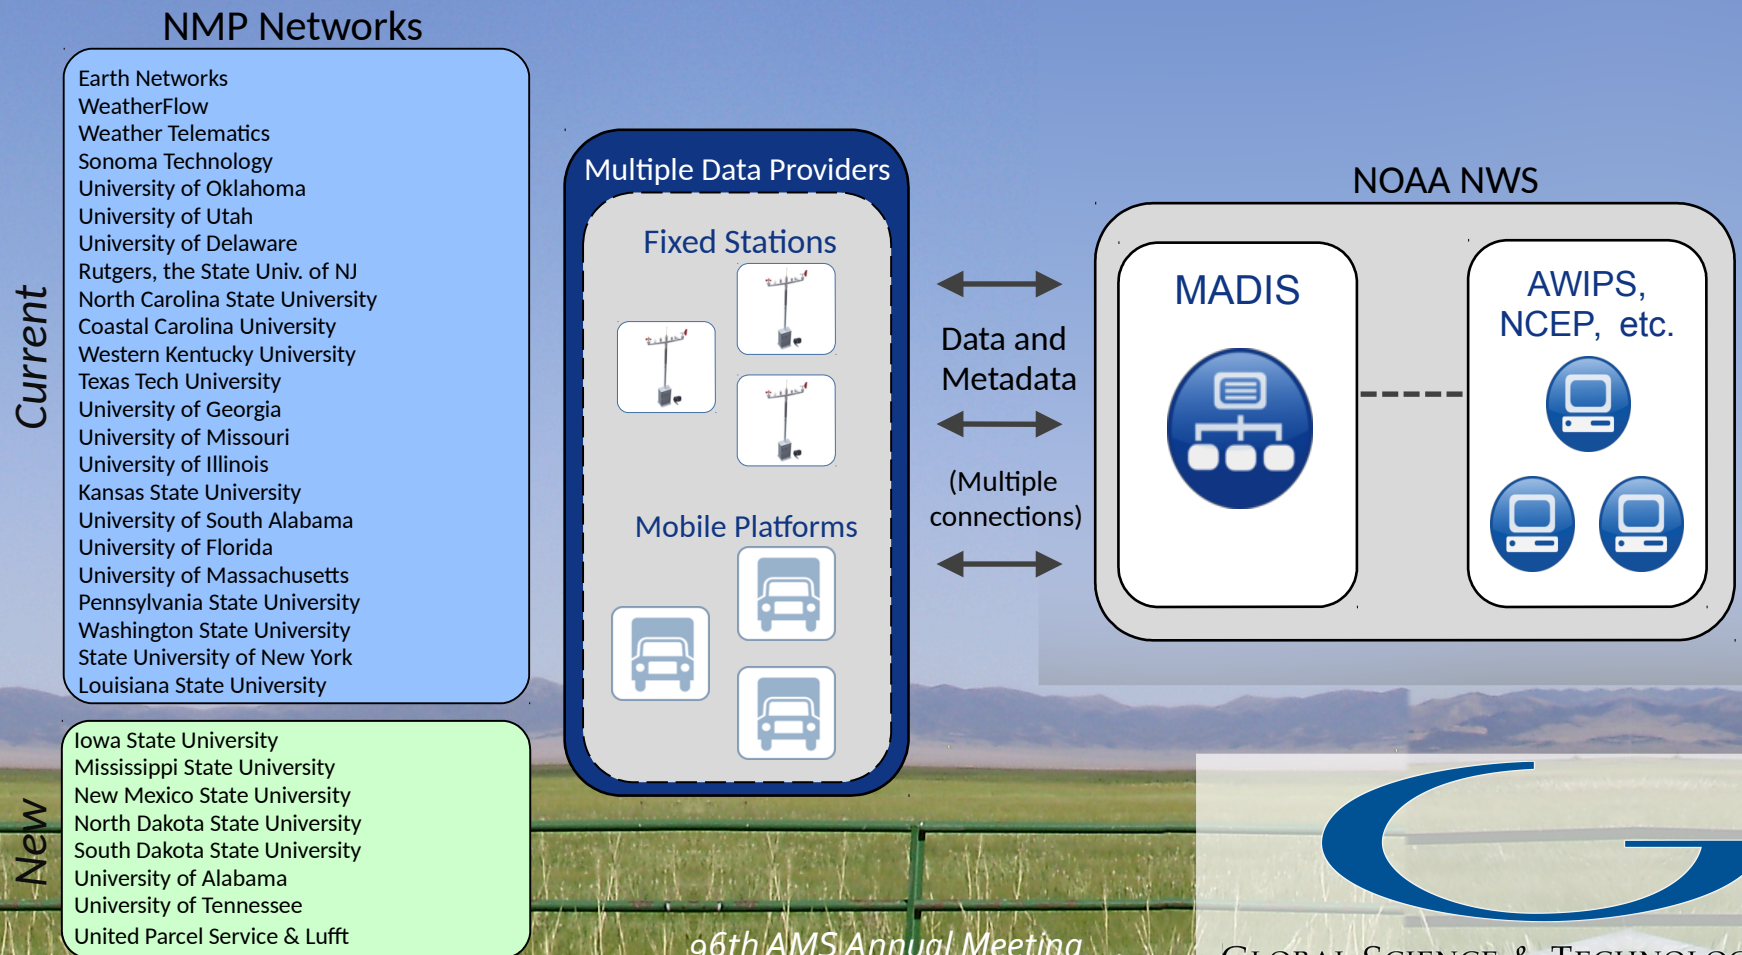 NMP Networks
Current
Earth Networks
WeatherFlow
Weather Telematics
Sonoma Technology
University of Oklahoma
University of Utah
University of Delaware
Rutgers, the State Univ. of NJ
North Carolina State University
Coastal Carolina University
Western Kentucky University
Texas Tech University
University of Georgia
University of Missouri
University of Illinois
Kansas State University
University of South Alabama
University of Florida
University of Massachusetts
Pennsylvania State University
Washington State University
State University of New York
Louisiana State University
New
Iowa State University
Mississippi State University
New Mexico State University
North Dakota State University
South Dakota State University
University of Alabama
University of Tennessee
United Parcel Service & Lufft
Multiple Data Providers
Fixed Stations
Mobile Platforms
Data and
Metadata
(Multiple
connections)
NOAA NWS
MADIS
AWIPS,
NCEP, etc.
96th AMS Annual Meeting
GLOBAL SCIENCE &